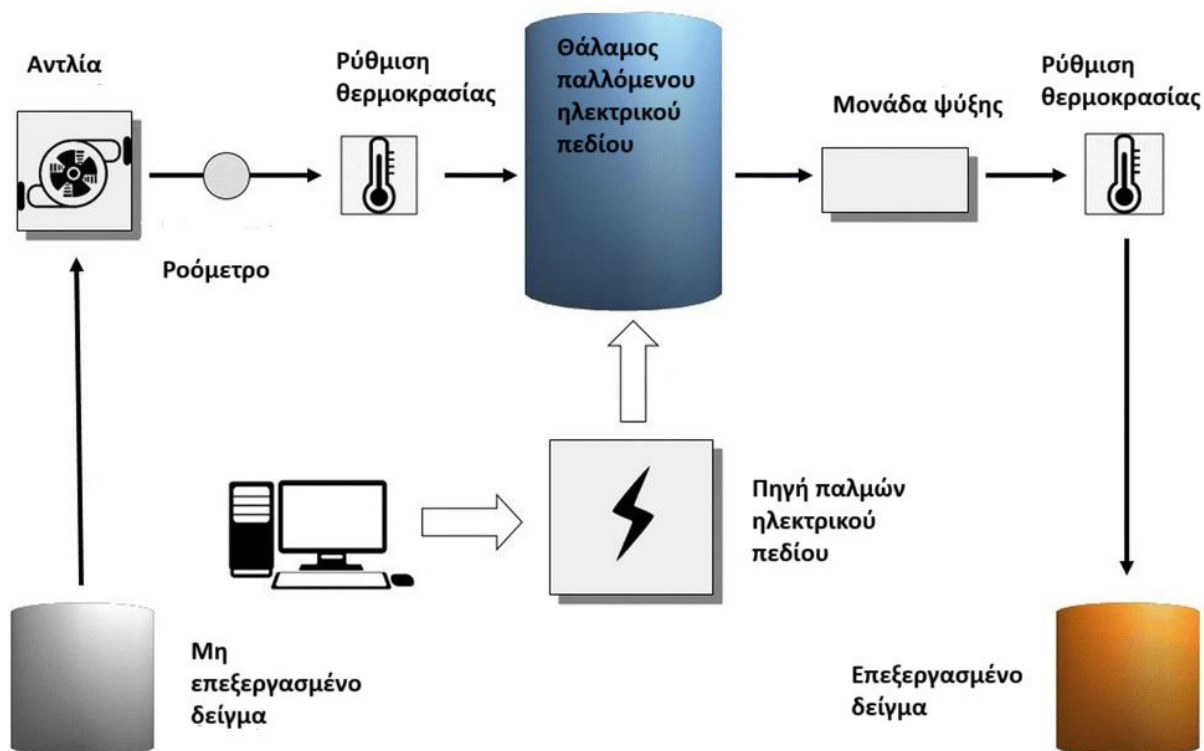 Αντλία
Ρύθμιση
θερμοκρασίας
Θάλαμος
παλλόμενου
ηλεκτρικού
πεδίου
Μονάδα ψύξης
Ρύθμιση
θερμοκρασίας
Ροόμετρο
Πηγή παλμών
ηλεκτρικού
πεδίου
Μη
επεξεργασμένο
δείγμα
Επεξεργασμένο
δείγμα